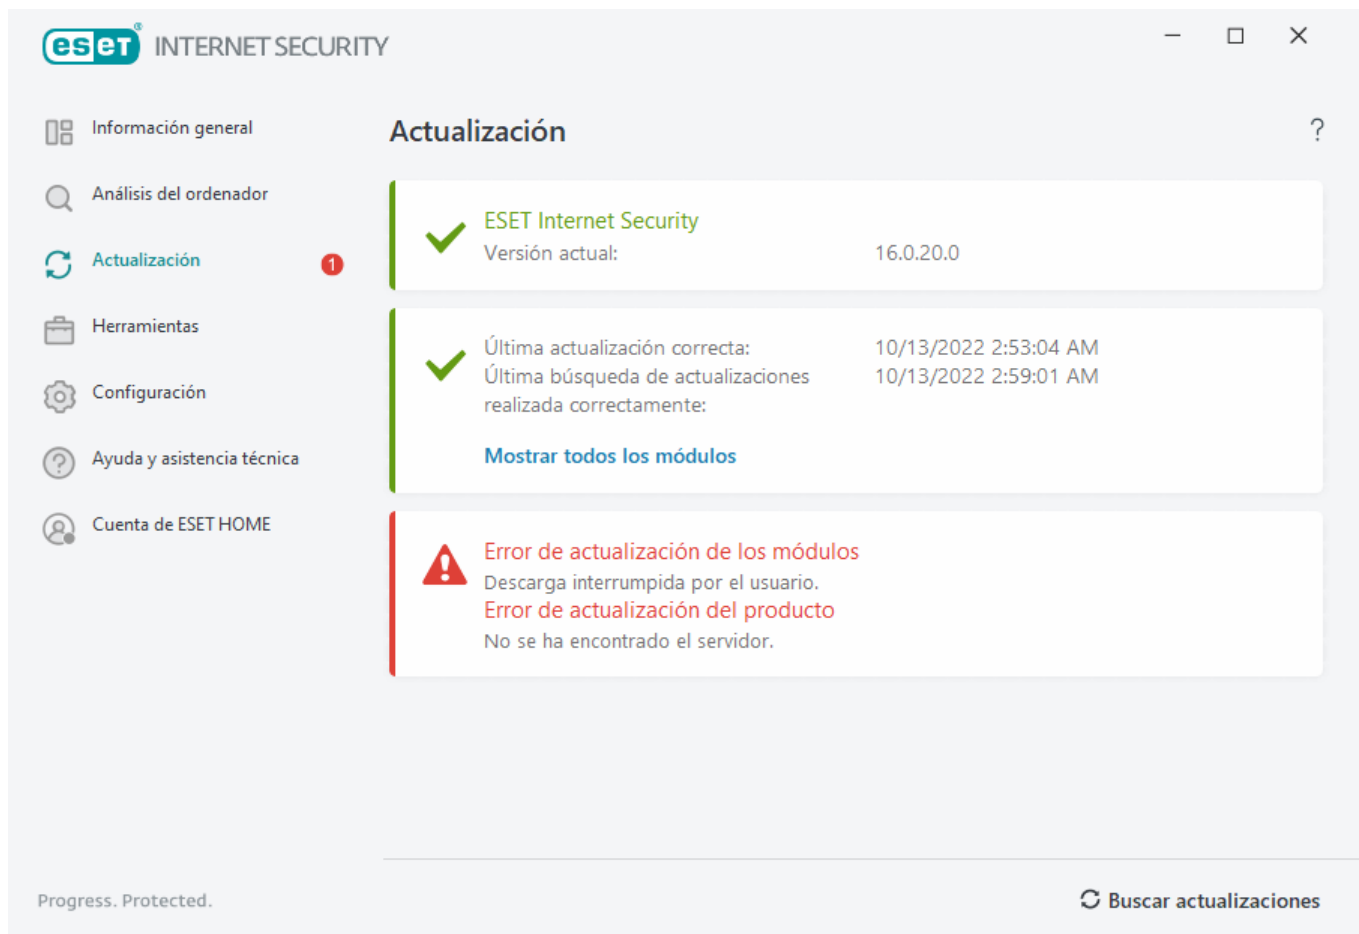 eset® INTERNET SECURITY
Información general
Análisis del ordenador
Actualización
1
Herramientas
Configuración
Ayuda y asistencia técnica
Cuenta de ESET HOME
Actualización
?
ESET Internet Security
Versión actual: 16.0.20.0
Última actualización correcta: 10/13/2022 2:53:04 AM
Última búsqueda de actualizaciones 10/13/2022 2:59:01 AM
realizada correctamente:
Mostrar todos los módulos
Error de actualización de los módulos
Descarga interrumpida por el usuario.
Error de actualización del producto
No se ha encontrado el servidor.
Progress. Protected.
Buscar actualizaciones